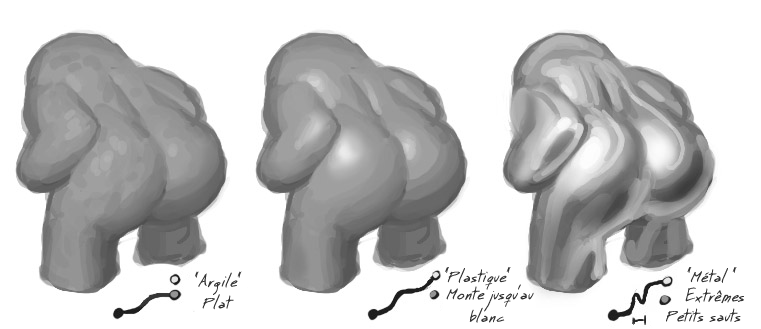 'Argile'
Plat
'Plastique'
Monte jusqu'au
blanc
'Métal'
Extrêmes
Petits sauts